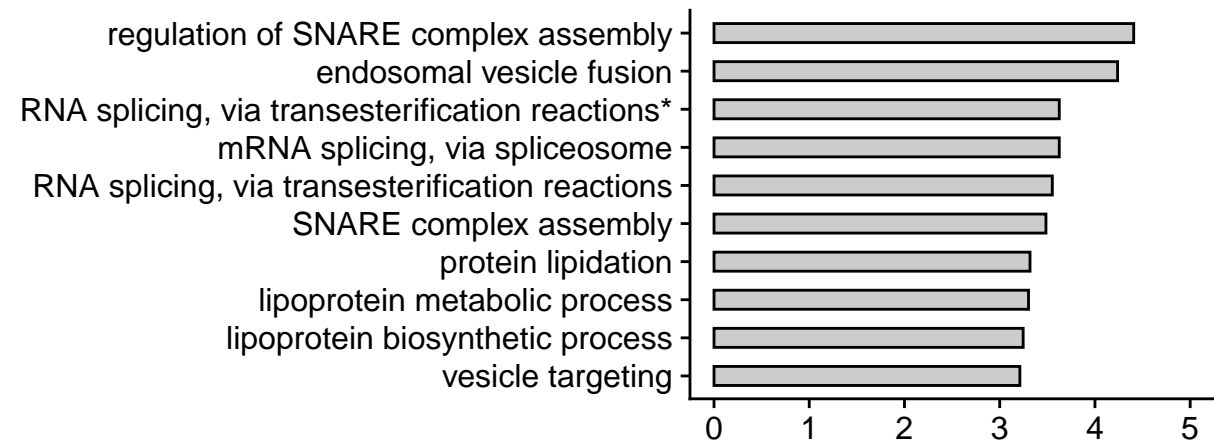 regulation of SNARE complex assembly
endosomal vesicle fusion
RNA splicing, via transesterification reactions*
mRNA splicing, via spliceosome
RNA splicing, via transesterification reactions
SNARE complex assembly
protein lipidation
lipoprotein metabolic process
lipoprotein biosynthetic process
vesicle targeting
0 1 2 3 4 5